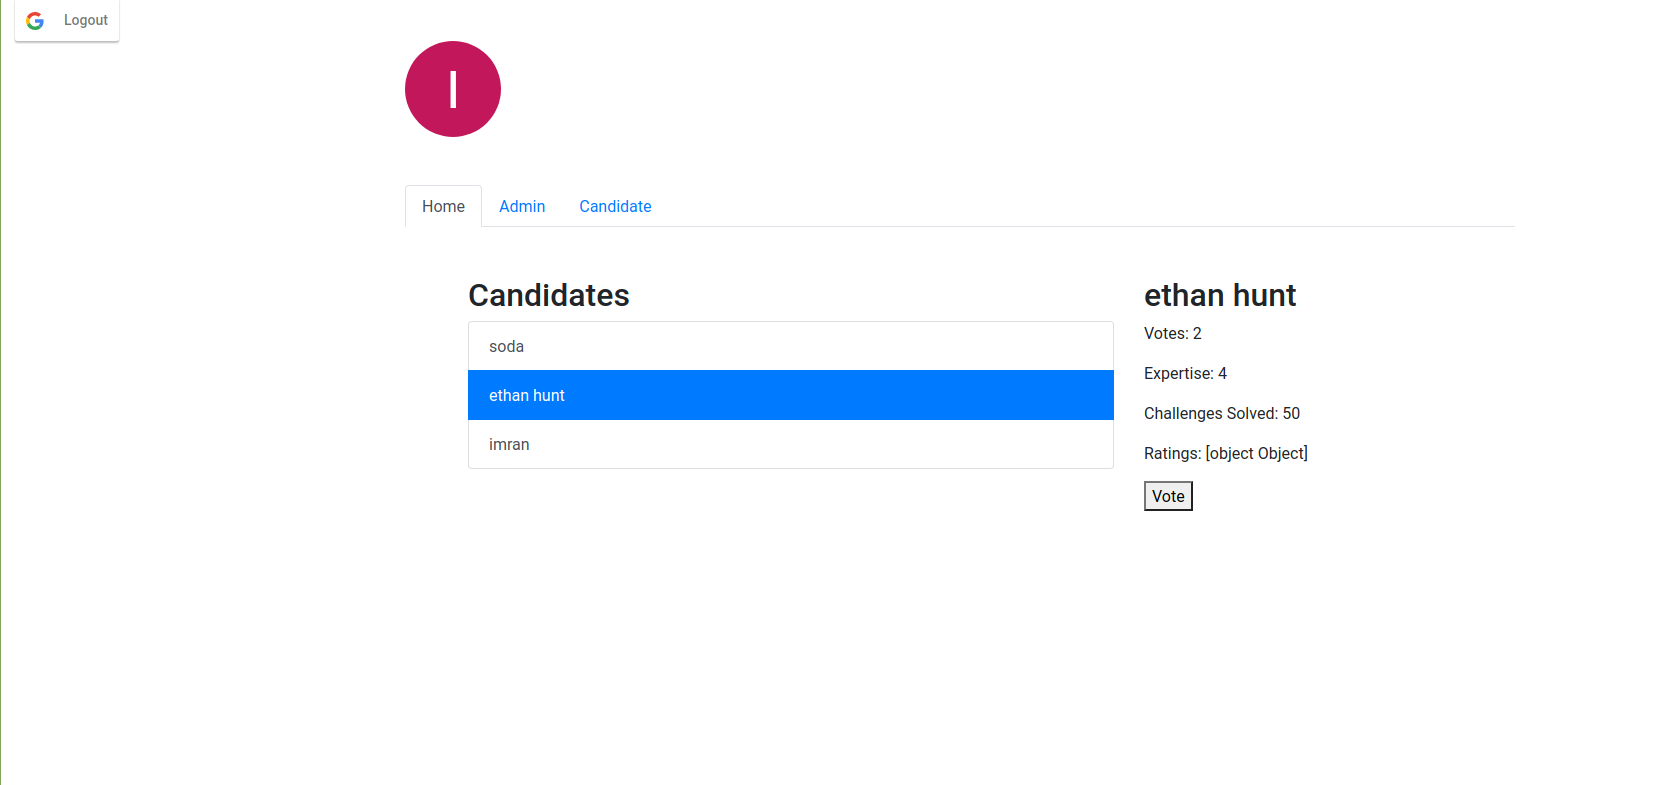 Logout
I
Home Admin Candidate
Candidates
soda
ethan hunt
imran
ethan hunt
Votes: 2
Expertise: 4
Challenges Solved: 50
Ratings: [object Object]
Vote